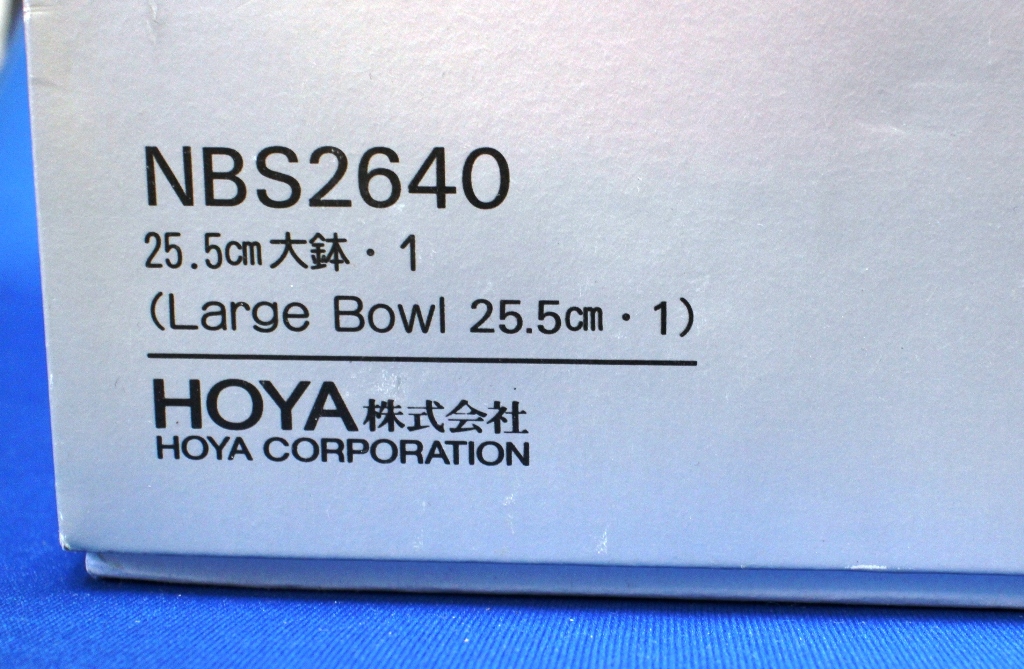 NBS2640
25.5cm大鉢・1
(Large Bowl 25.5cm・1)
HOYA株式会社
HOYA CORPORATION